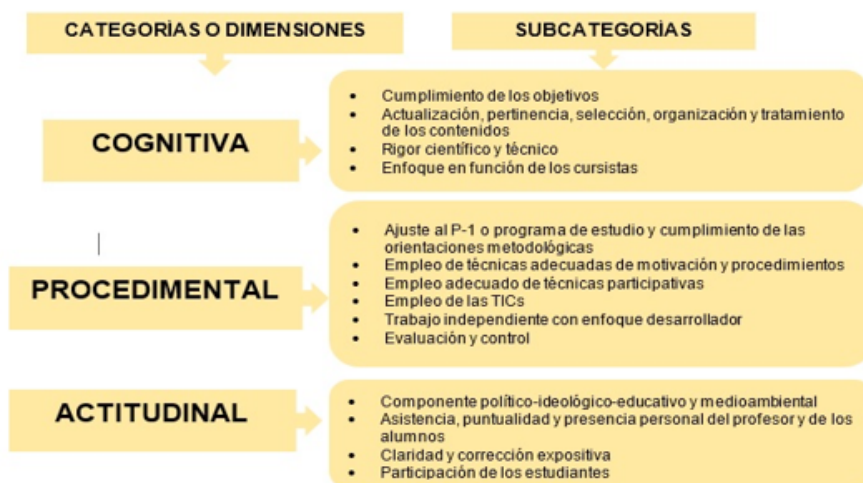 CATEGORÌAS O DIMENSIONES
SUBCATEGORÌAS
COGNITIVA
• Cumplimiento de los objetivos
• Actualización, pertinencia, selección, organización y tratamiento
de los contenidos
• Rigor científico y técnico
• Enfoque en función de los cursistas
PROCEDIMENTAL
• Ajuste al P-1 o programa de estudio y cumplimiento de las
orientaciones metodológicas
• Empleo de técnicas adecuadas de motivación y procedimientos
• Empleo adecuado de técnicas participativas
• Empleo de las TICs
• Trabajo independiente con enfoque desarrollador
• Evaluación y control
ACTITUDINAL
• Componente político-ideológico-educativo y medioambiental
• Asistencia, puntualidad y presencia personal del profesor y de los
alumnos
• Claridad y corrección expositiva
• Participación de los estudiantes